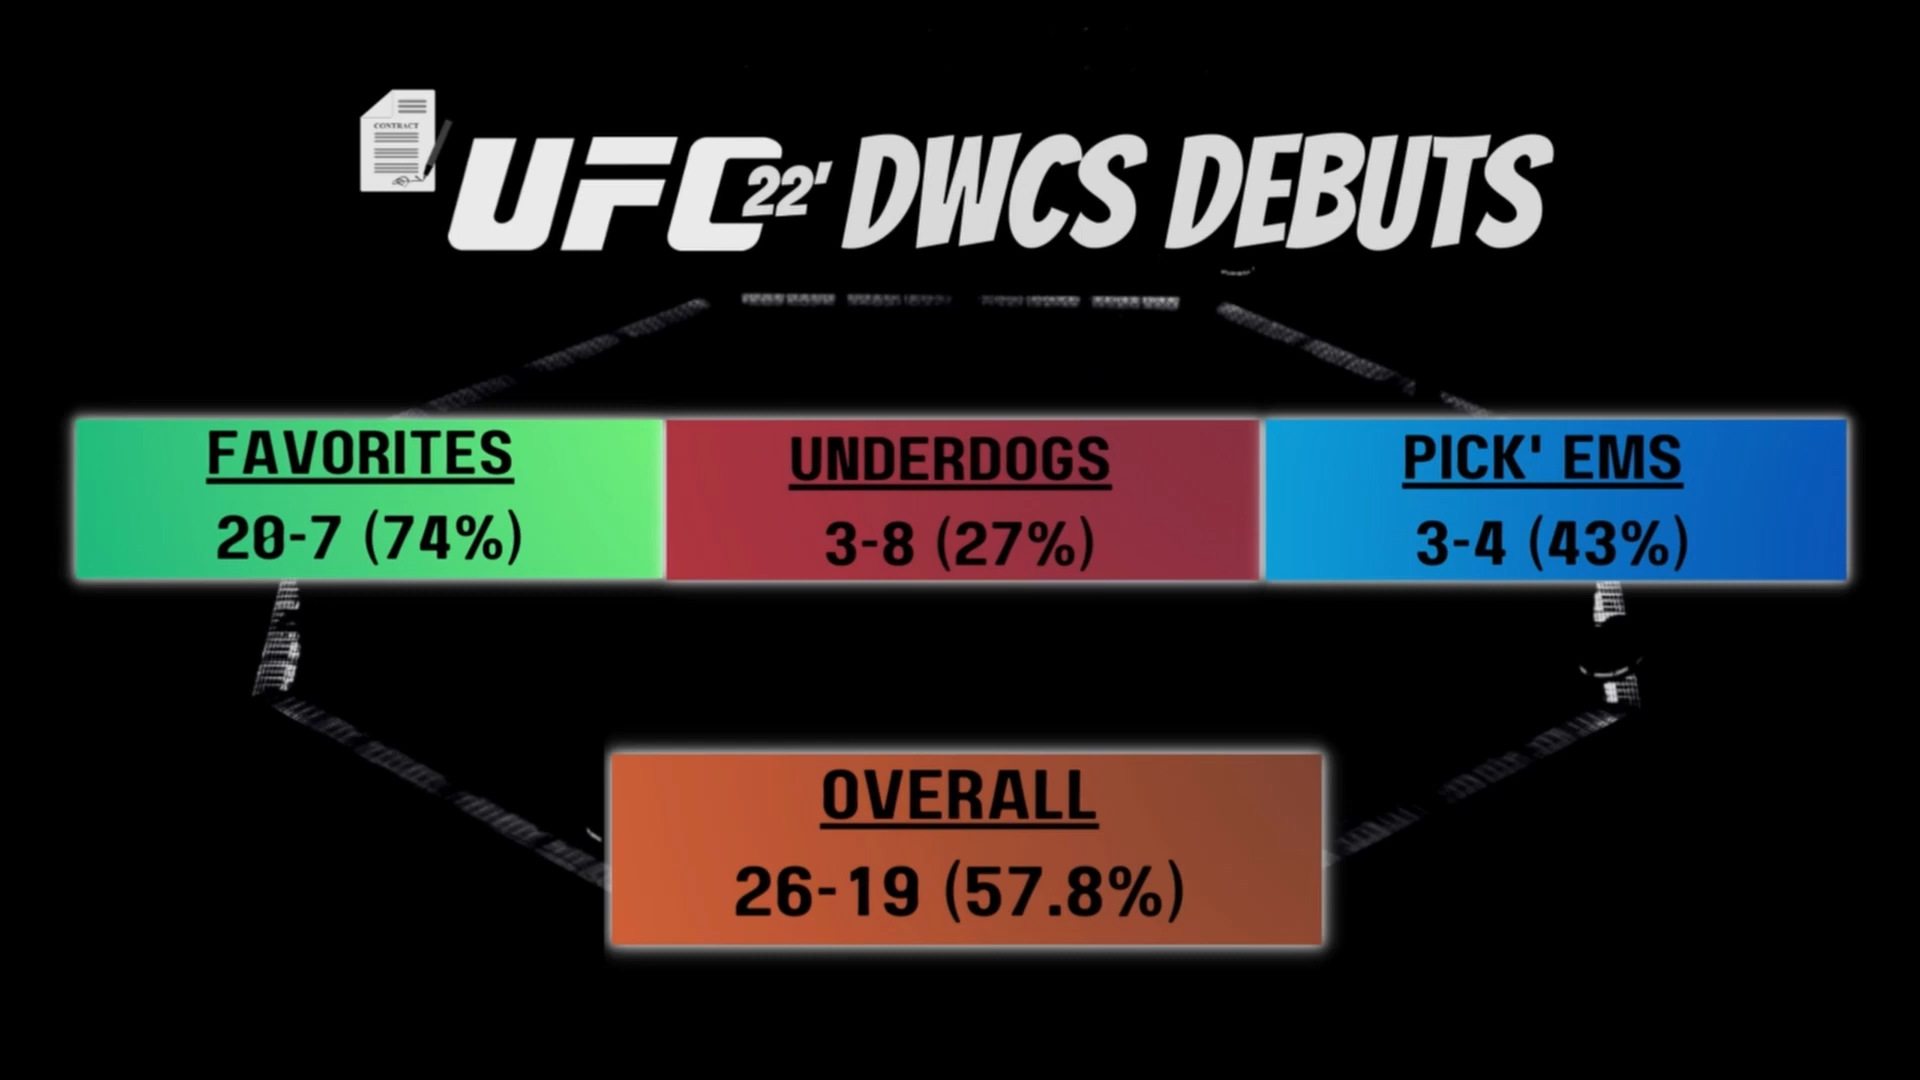 CONTRACT
UFC 22' DWCS DEBUTS
FAVORITES
20-7 (74%)
UNDERDOGS
3-8 (27%)
PICK' EMS
3-4 (43%)
OVERALL
26-19 (57.8%)